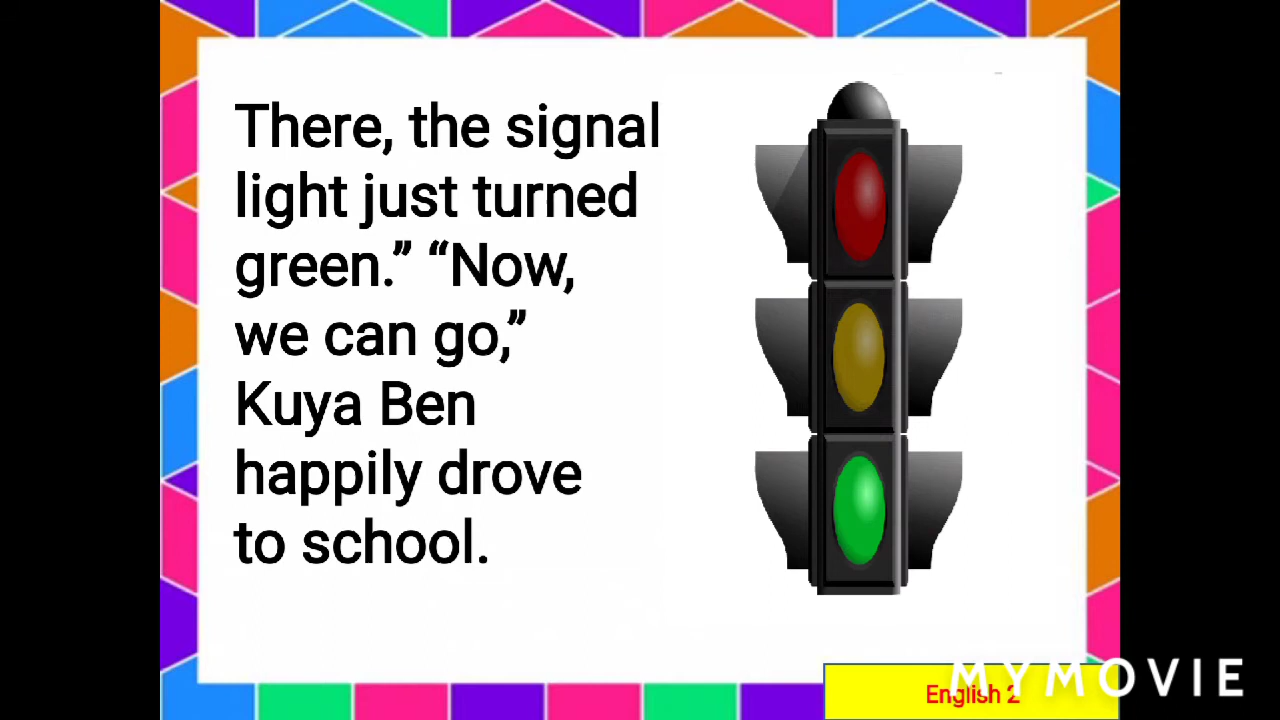 There, the signal
light just turned
green.” “Now,
we can go,”
Kuya Ben
happily drove
to school.
English 2
MYMOVIE